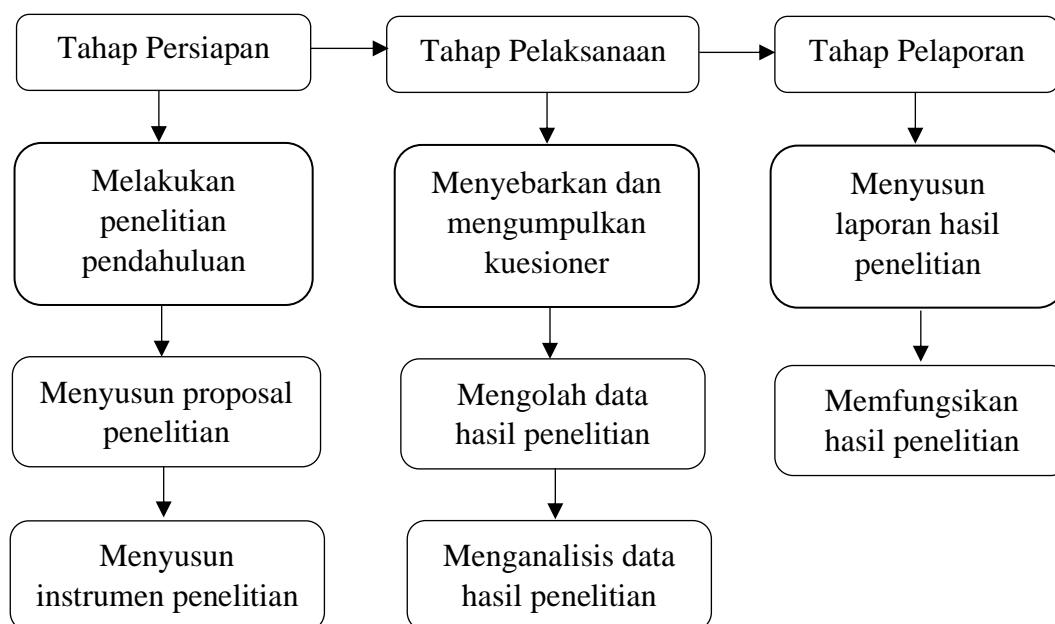 Tahap Persiapan
Tahap Pelaksanaan
Tahap Pelaporan
Melakukan
penelitian
pendahuluan
Menyebarkan dan
mengumpulkan
kuesioner
Menyusun
laporan hasil
penelitian
Menyusun proposal
penelitian
Mengolah data
hasil penelitian
Memfungsikan
hasil penelitian
Menyusun
instrumen penelitian
Menganalisis data
hasil penelitian